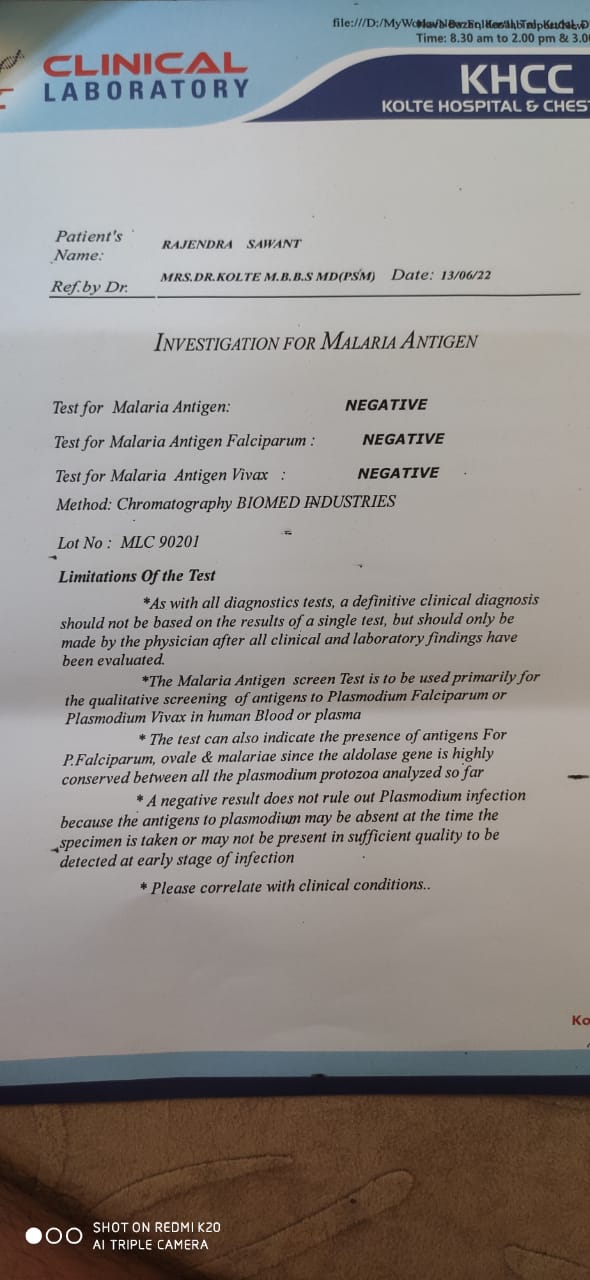 file:///D:/MyWo
Time: 8.30 am to 2.00 pm & 3.0
CLINICAL
LABORATORY
KHCC
KOLTE HOSPITAL & CHES
Patient's
Name:
RAJENDRA SAWANT
Ref.by Dr.
MRS.DR.KOLTE M.B.B.S MD(PSM) Date: 13/06/22
INVESTIGATION FOR MALARIA ANTIGEN
Test for Malaria Antigen: NEGATIVE
Test for Malaria Antigen Falciparum : NEGATIVE
Test for Malaria Antigen Vivax : NEGATIVE
Method: Chromatography BIOMED INDUSTRIES
Lot No : MLC 90201
Limitations Of the Test
*As with all diagnostics tests, a definitive clinical diagnosis
should not be based on the results of a single test, but should only be
made by the physician after all clinical and laboratory findings have
been evaluated.
*The Malaria Antigen screen Test is to be used primarily for
the qualitative screening of antigens to Plasmodium Falciparum or
Plasmodium Vivax in human Blood or plasma
* The test can also indicate the presence of antigens For
P.Falciparum, ovale & malariae since the aldolase gene is highly
conserved between all the plasmodium protozoa analyzed so far
* A negative result does not rule out Plasmodium infection
because the antigens to plasmodium may be absent at the time the
specimen is taken or may not be present in sufficient quality to be
detected at early stage of infection
* Please correlate with clinical conditions..
Ko
SHOT ON REDMI K20
AI TRIPLE CAMERA